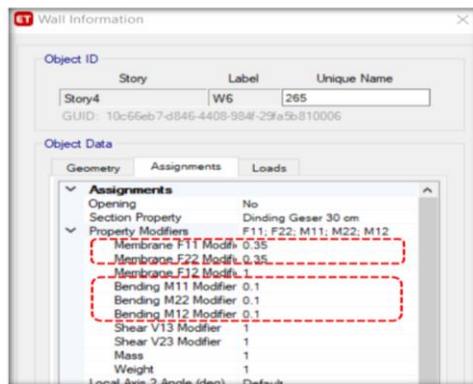 ET Wall Information
Object ID
Story Label Unique Name
Story4 W6 265
GUID: 10c66eb7-d846-4408-984f-29fa5b810006
Object Data
Geometry Assignments Loads
Assignments
Opening No
Section Property Dinding Geser 30 cm
Property Modifiers F11; F22; M11; M22; M12
Membrane F11 Modifi 0.35
Membrane F22 Modifi 0.35
Membrane F12 Modifi 1
Bending M11 Modifier 0.1
Bending M22 Modifier 0.1
Bending M12 Modifier 0.1
Shear V13 Modifier 1
Shear V23 Modifier 1
Mass 1
Weight 1
Local Axis 2 Angle (deg) Default